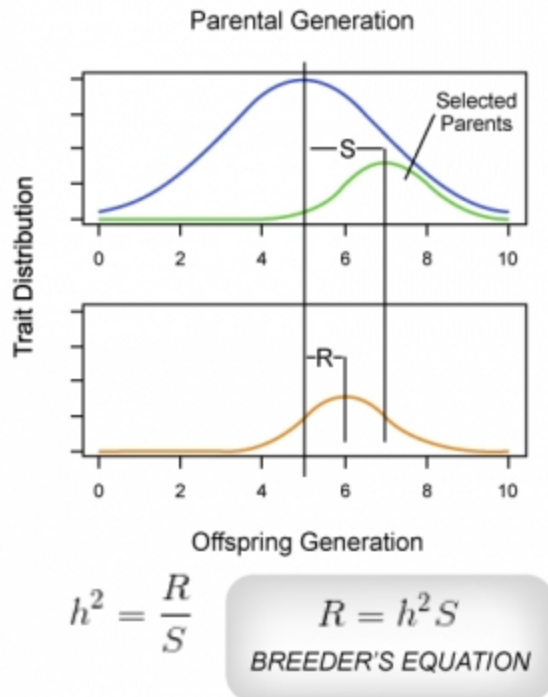 Parental Generation
Selected
Parents
S
0 2 4 6 8 10
Trait Distribution
R
0 2 4 6 8 10
Offspring Generation
h² = R/S
R = h²S
BREEDER'S EQUATION